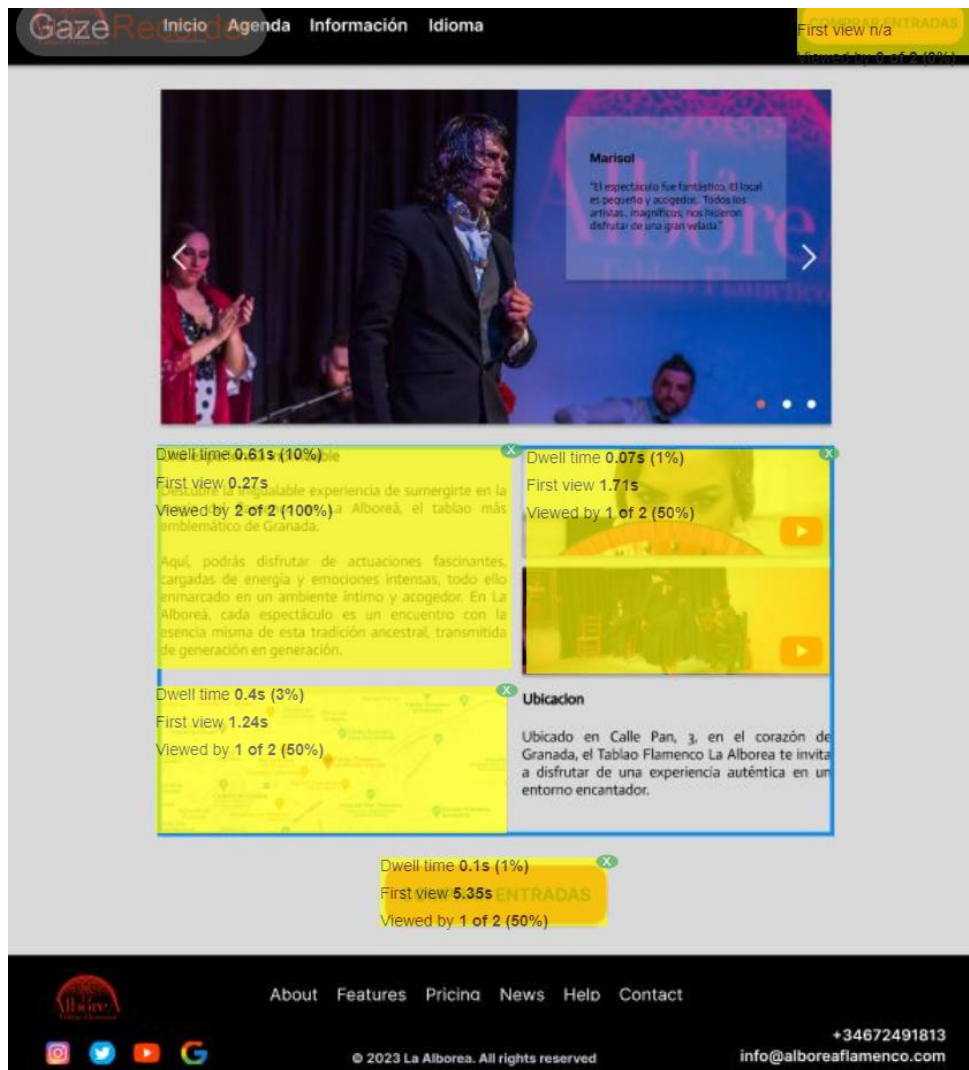 GazeRecorder
Inicio Agenda Información Idioma
COMPRAR ENTRADAS
First view n/a
Viewed by 0 of 2 (0%)
Marisol
"El espectáculo fue fantástico. El local
es pequeño y acogedor. Todos los
artistas, magníficos; nos hicieron
disfrutar de una gran velada."
la
Alboreá
Tablao Flamenco
Dwell time 0.61s (10%)
First view 0.27s
Viewed by 2 of 2 (100%)
Descubre la inigualable experiencia de sumergirte en la
La Alboreá, el tablao más
emblemático de Granada.
Aquí, podrás disfrutar de actuaciones fascinantes,
cargadas de energía y emociones intensas, todo ello
enmarcado en un ambiente íntimo y acogedor. En La
Alboreá, cada espectáculo es un encuentro con la
esencia misma de esta tradición ancestral, transmitida
de generación en generación.
X
Dwell time 0.07s (1%)
First view 1.71s
Viewed by 1 of 2 (50%)
X
Dwell time 0.4s (3%)
First view 1.24s
Viewed by 1 of 2 (50%)
X
Ubicacion
Ubicado en Calle Pan, 3, en el corazón de
Granada, el Tablao Flamenco La Alborea te invita
a disfrutar de una experiencia auténtica en un
entorno encantador.
Dwell time 0.1s (1%)
First view 5.35s
Viewed by 1 of 2 (50%)
ENTRADAS
X
About Features Pricing News Help Contact
+34672491813
© 2023 La Alborea. All rights reserved
info@alboreaflamenco.com